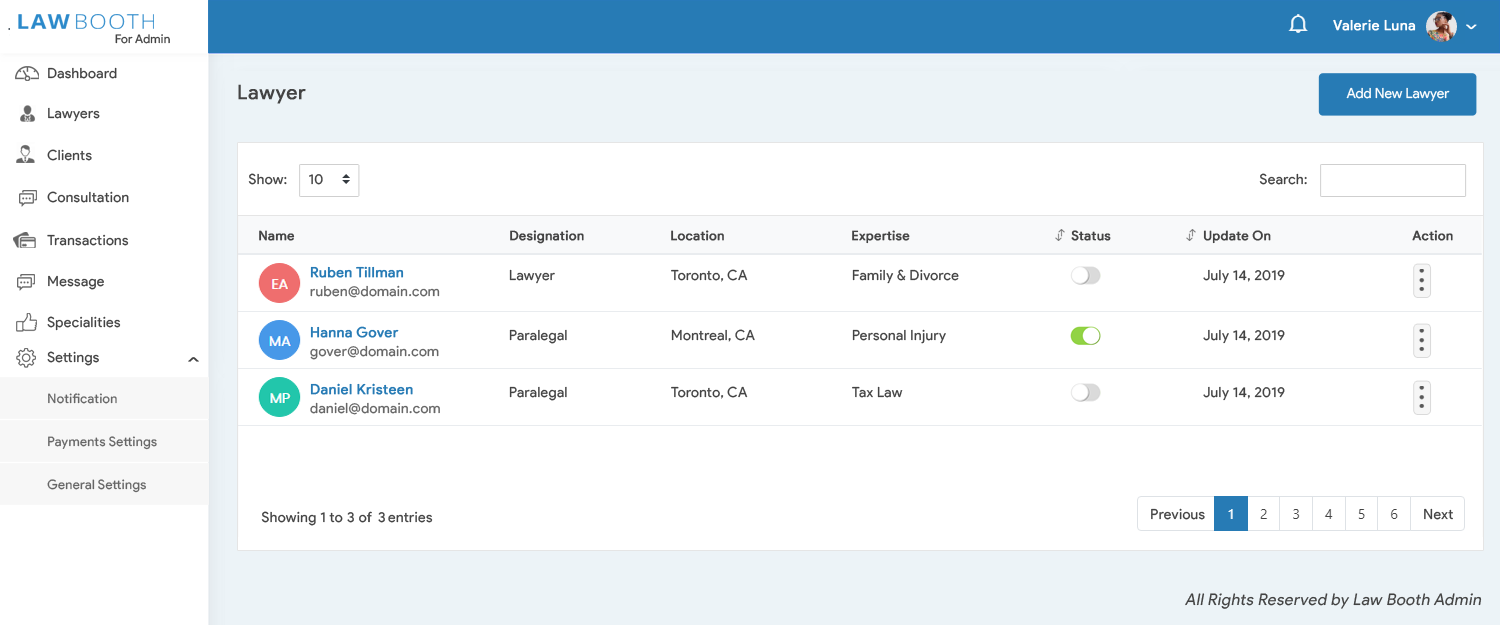 LAWBOOTH
For Admin
Valerie Luna
Dashboard
Lawyers
Clients
Consultation
Transactions
Message
Specialities
Settings
Notification
Payments Settings
General Settings
Lawyer
Add New Lawyer
Show: 10
Search:
Name Designation Location Expertise Status Update On Action
EA Ruben Tillman Lawyer Toronto, CA Family & Divorce July 14, 2019
ruben@domain.com
MA Hanna Gover Paralegal Montreal, CA Personal Injury July 14, 2019
gover@domain.com
MP Daniel Kristeen Paralegal Toronto, CA Tax Law July 14, 2019
daniel@domain.com
Showing 1 to 3 of 3 entries
Previous 1 2 3 4 5 6 Next
All Rights Reserved by Law Booth Admin